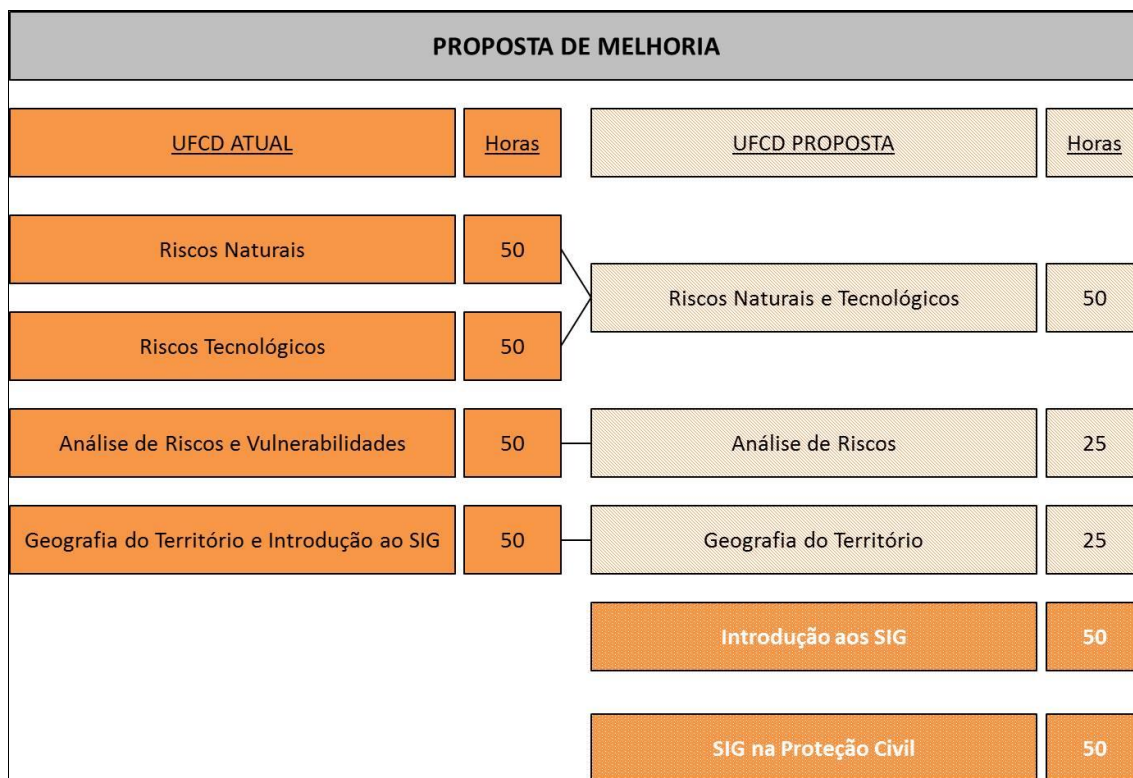 PROPOSTA DE MELHORIA
UFCD ATUAL Horas UFCD PROPOSTA Horas
Riscos Naturais 50
Riscos Naturais e Tecnológicos 50
Riscos Tecnológicos 50
Análise de Riscos e Vulnerabilidades 50 Análise de Riscos 25
Geografia do Território e Introdução ao SIG 50 Geografia do Território 25
Introdução aos SIG 50
SIG na Proteção Civil 50